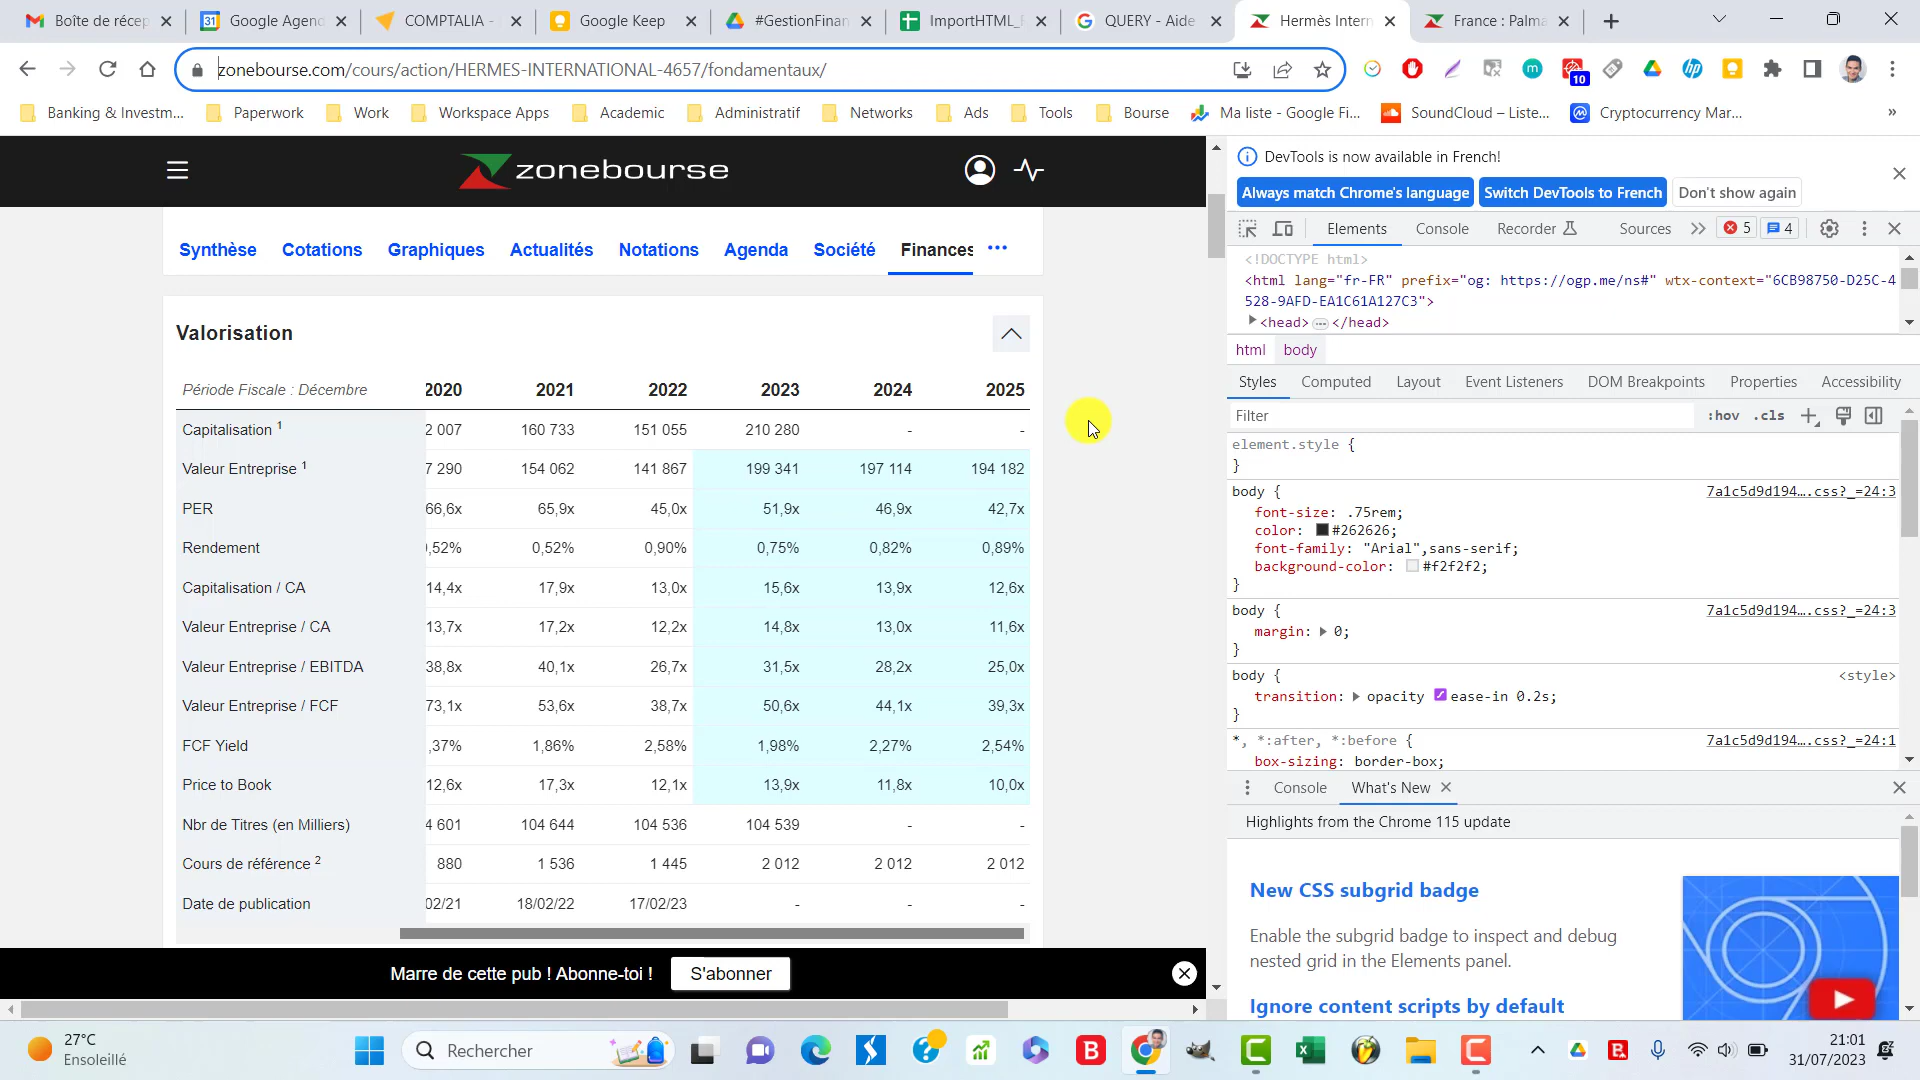 Boîte de récep
Google Agend
COMPTALIA -
Google Keep
#GestionFinan
ImportHTML_F
QUERY - Aide
Hermès Intern
France : Palma
zonebourse.com/cours/action/HERMES-INTERNATIONAL-4657/fondamentaux/
10
Banking & Investm...
Paperwork
Work
Workspace Apps
Academic
Administratif
Networks
Ads
Tools
Bourse
Ma liste - Google Fi...
SoundCloud – Liste...
Cryptocurrency Mar...
zonebourse
Synthèse Cotations Graphiques Actualités Notations Agenda Société Finances
Valorisation
Période Fiscale : Décembre 2020 2021 2022 2023 2024 2025
Capitalisation 1 2 007 160 733 151 055 210 280 - -
Valeur Entreprise 1 7 290 154 062 141 867 199 341 197 114 194 182
PER 66,6x 65,9x 45,0x 51,9x 46,9x 42,7x
Rendement ,52% 0,52% 0,90% 0,75% 0,82% 0,89%
Capitalisation / CA 14,4x 17,9x 13,0x 15,6x 13,9x 12,6x
Valeur Entreprise / CA 13,7x 17,2x 12,2x 14,8x 13,0x 11,6x
Valeur Entreprise / EBITDA 38,8x 40,1x 26,7x 31,5x 28,2x 25,0x
Valeur Entreprise / FCF 73,1x 53,6x 38,7x 50,6x 44,1x 39,3x
FCF Yield ,37% 1,86% 2,58% 1,98% 2,27% 2,54%
Price to Book 12,6x 17,3x 12,1x 13,9x 11,8x 10,0x
Nbr de Titres (en Milliers) 4 601 104 644 104 536 104 539 - -
Cours de référence 2 880 1 536 1 445 2 012 2 012 2 012
Date de publication 02/21 18/02/22 17/02/23 - - -
Marre de cette pub ! Abonne-toi ! S'abonner
DevTools is now available in French!
Always match Chrome's language Switch DevTools to French Don't show again
Elements Console Recorder Sources 5 4
<!DOCTYPE html>
<html lang="fr-FR" prefix="og: https://ogp.me/ns#" wtx-context="6CB98750-D25C-4
528-9AFD-EA1C61A127C3">
<head> ... </head>
html body
Styles Computed Layout Event Listeners DOM Breakpoints Properties Accessibility
Filter :hov .cls
element.style {
}
body { 7a1c5d9d194….css?_=24:3
font-size: .75rem;
color: #262626;
font-family: "Arial",sans-serif;
background-color: #f2f2f2;
}
body { 7a1c5d9d194….css?_=24:3
margin: 0;
}
body { <style>
transition: opacity ease-in 0.2s;
}
*, *:after, *:before { 7a1c5d9d194….css?_=24:1
box-sizing: border-box;
Console What's New
Highlights from the Chrome 115 update
New CSS subgrid badge
Enable the subgrid badge to inspect and debug
nested grid in the Elements panel.
Ignore content scripts by default
27°C
Ensoleillé
Rechercher
21:01
31/07/2023